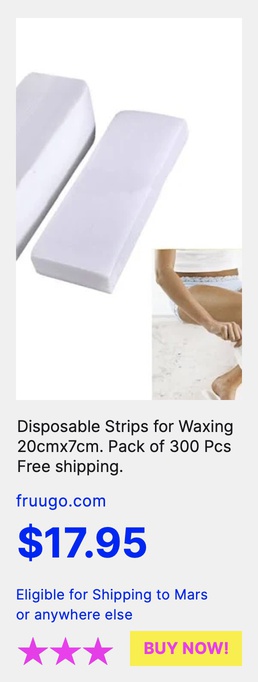 Disposable Strips for Waxing
20cmx7cm. Pack of 300 Pcs
Free shipping.
fruugo.com
$17.95
Eligible for Shipping to Mars
or anywhere else
BUY NOW!